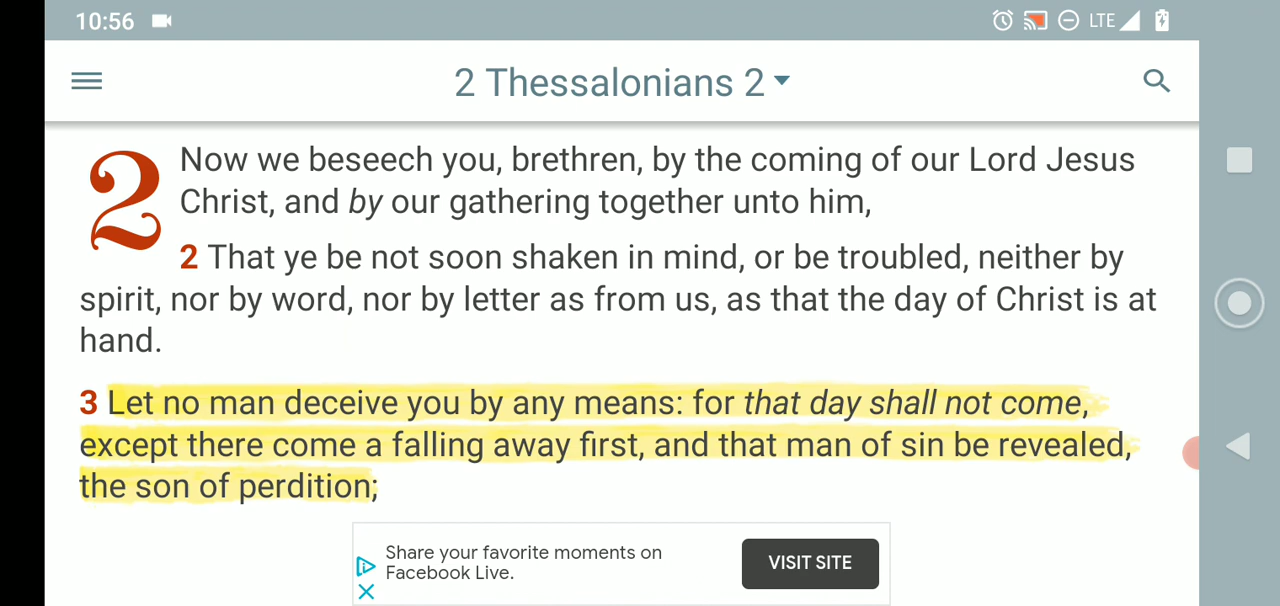 10:56
LTE
2 Thessalonians 2
2 Now we beseech you, brethren, by the coming of our Lord Jesus
Christ, and by our gathering together unto him,
2 That ye be not soon shaken in mind, or be troubled, neither by
spirit, nor by word, nor by letter as from us, as that the day of Christ is at
hand.
3 Let no man deceive you by any means: for that day shall not come,
except there come a falling away first, and that man of sin be revealed,
the son of perdition;
Share your favorite moments on
Facebook Live.
VISIT SITE